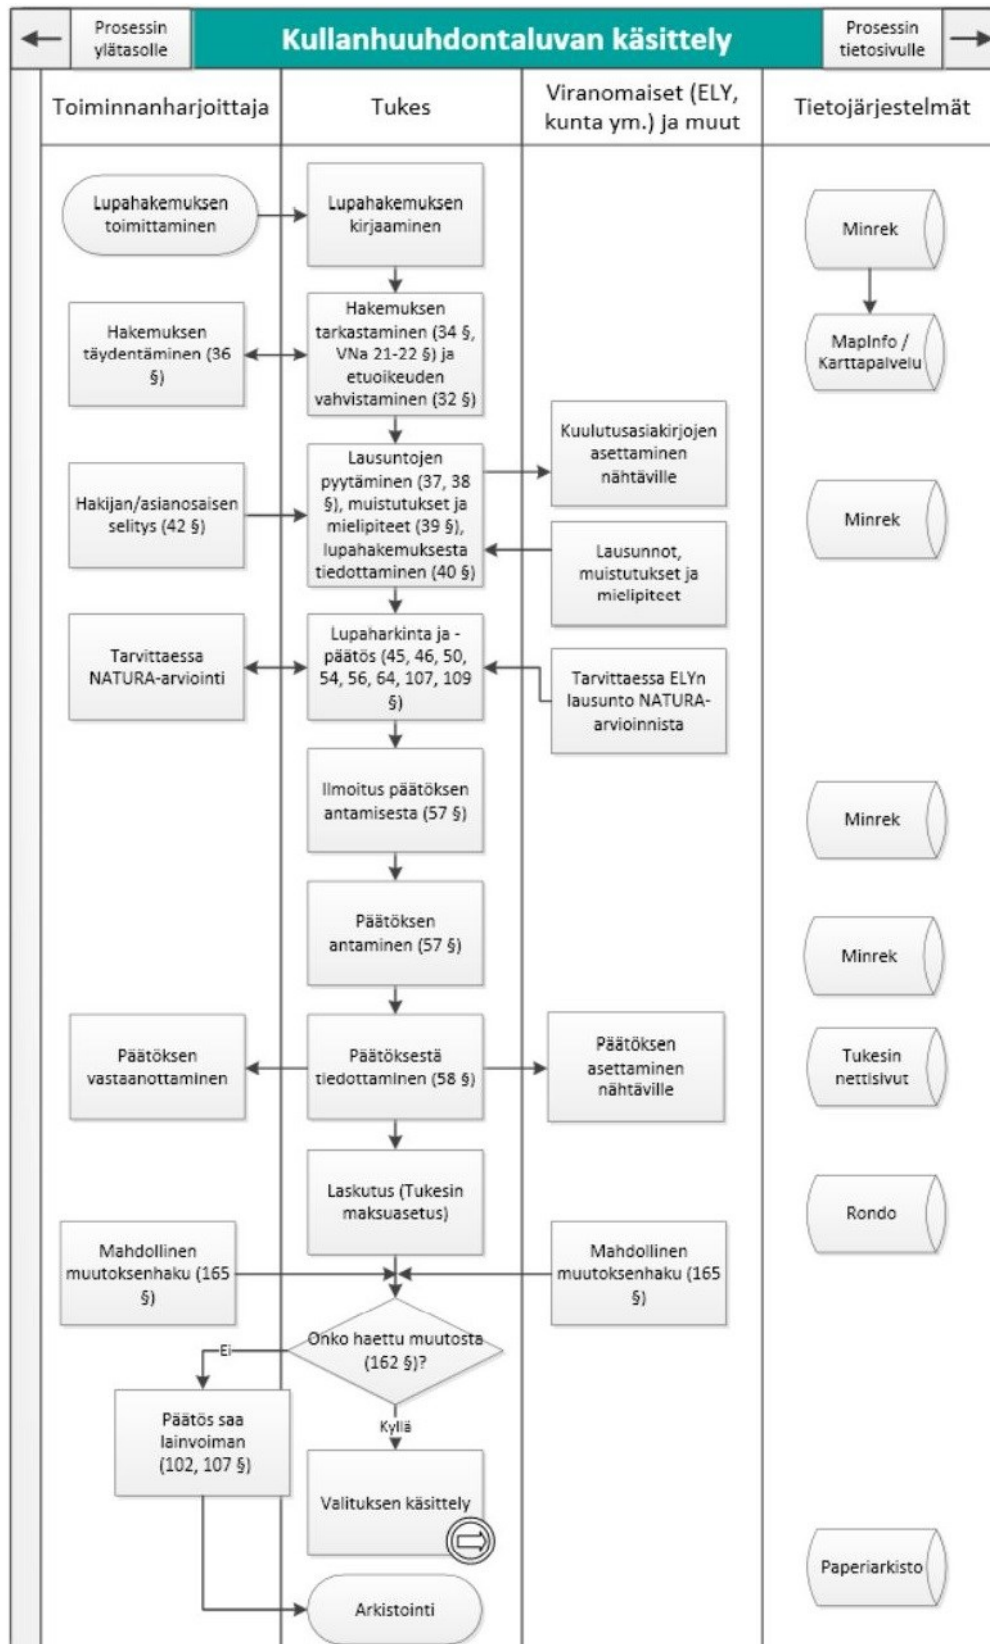 Prosessin
ylätasolle
Kullanhuuhdontaluvan käsittely
Prosessin
tietosivulle
Toiminnanharjoittaja
Tukes
Viranomaiset (ELY,
kunta ym.) ja muut
Tietojärjestelmät
Lupahakemuksen
toimittaminen
Lupahakemuksen
kirjaaminen
Minrek
Hakemuksen
täydentäminen (36
§)
Hakemuksen
tarkastaminen (34 §,
VNa 21-22 §) ja
etuoikeuden
vahvistaminen (32 §)
MapInfo /
Karttapalvelu
Kuulutusasiakirjojen
asettaminen
nähtäville
Hakijan/asianosaisen
selitys (42 §)
Lausuntojen
pyytäminen (37, 38
§), muistutukset ja
mielipiteet (39 §),
lupahakemuksesta
tiedottaminen (40 §)
Minrek
Lausunnot,
muistutukset ja
mielipiteet
Tarvittaessa
NATURA-arviointi
Lupaharkinta ja -
päätös (45, 46, 50,
54, 56, 64, 107, 109
§)
Tarvittaessa ELYn
lausunto NATURA-
arvioinnista
Ilmoitus päätöksen
antamisesta (57 §)
Minrek
Päätöksen
antaminen (57 §)
Minrek
Päätöksen
vastaanottaminen
Päätöksestä
tiedottaminen (58 §)
Päätöksen
asettaminen
nähtäville
Tukesin
nettisivut
Laskutus (Tukesin
maksuasetus)
Rondo
Mahdollinen
muutoksenhaku (165
§)
Mahdollinen
muutoksenhaku (165
§)
Onko haettu muutosta
(162 §)?
Ei
Kyllä
Päätös saa
lainvoiman
(102, 107 §)
Valituksen käsittely
Paperiarkisto
Arkistointi